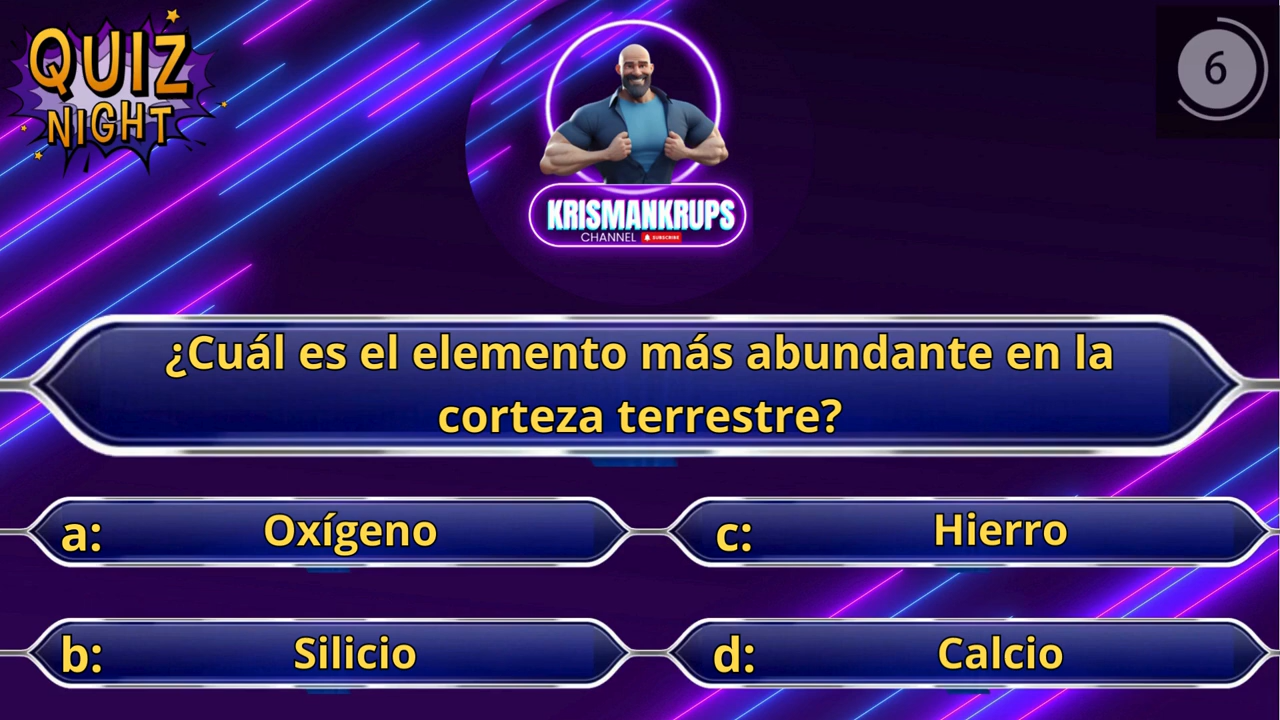 QUIZ
NIGHT
6
KRISMANKRUPS
CHANNEL SUBSCRIBE
¿Cuál es el elemento más abundante en la
corteza terrestre?
a: Oxígeno
c: Hierro
b: Silicio
d: Calcio